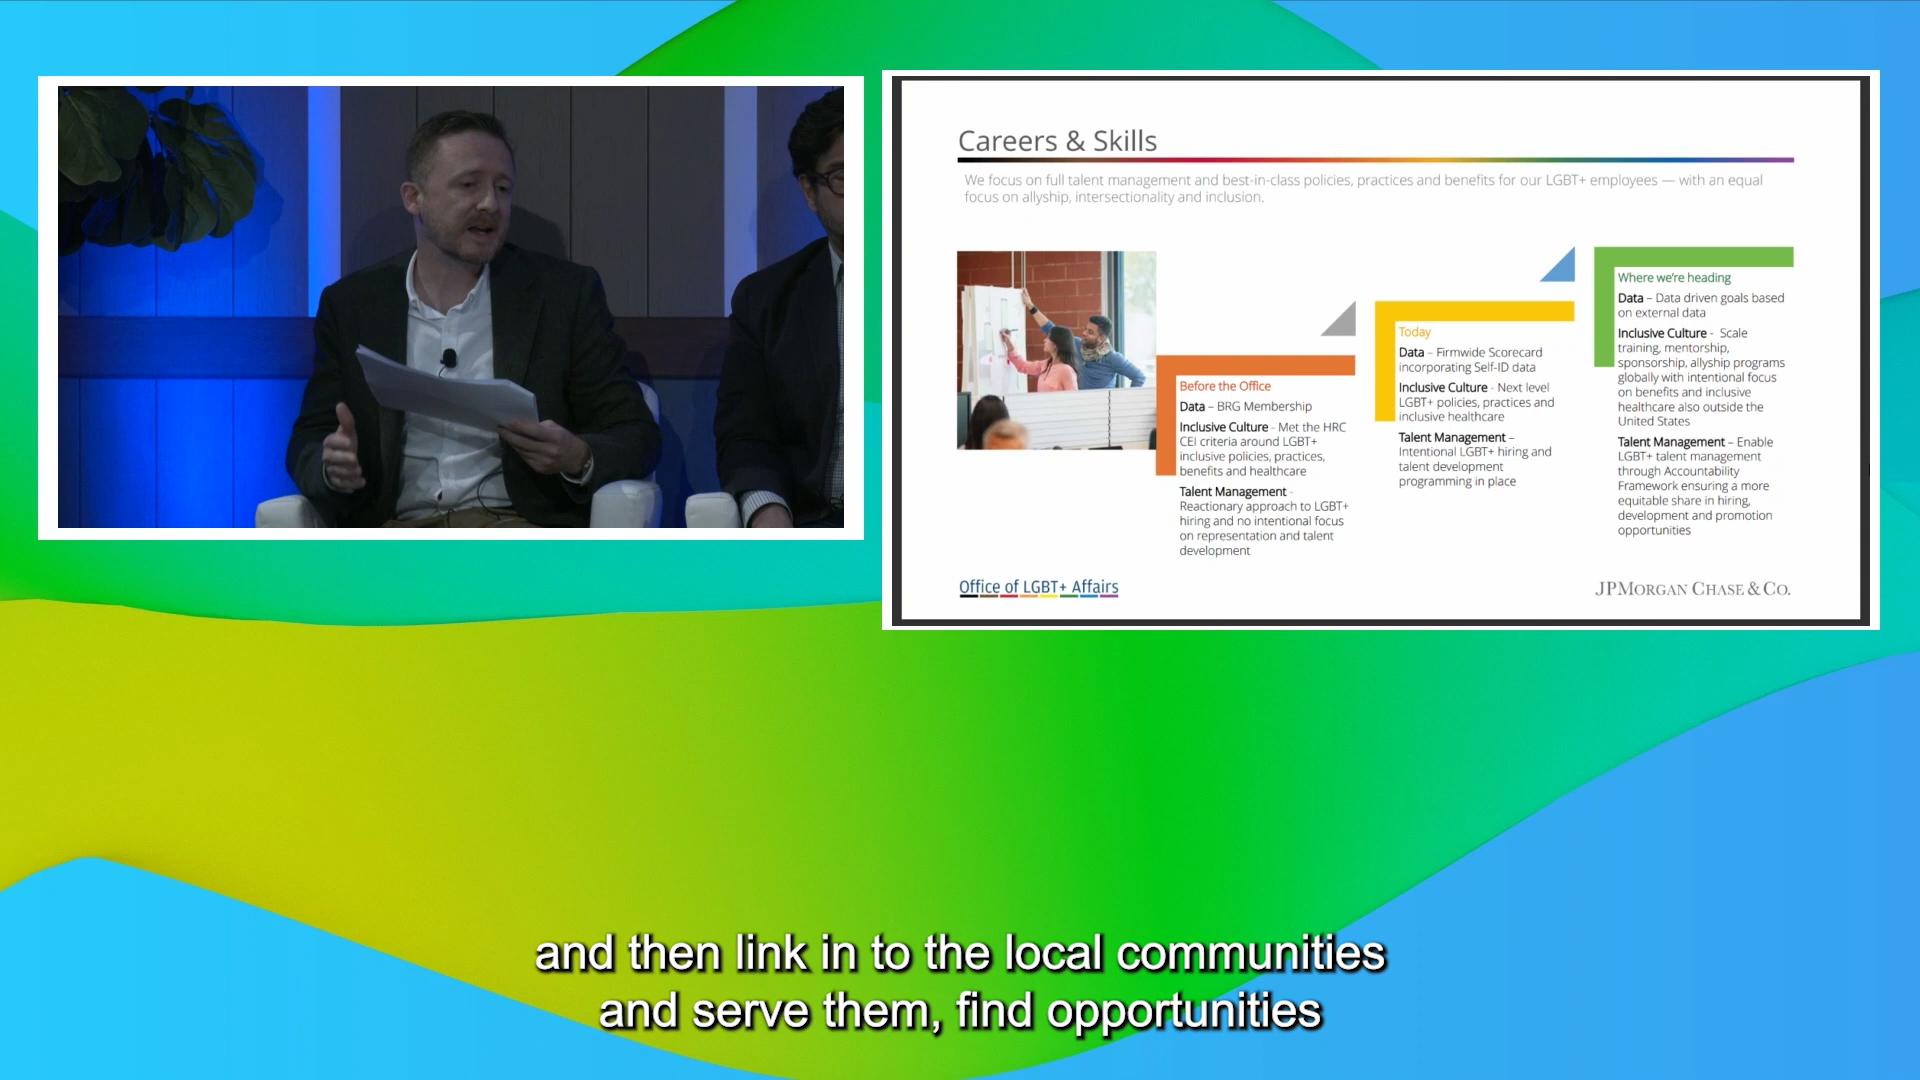 Careers & Skills
We focus on full talent management and best-in-class policies, practices and benefits for our LGBT+ employees — with an equal
focus on allyship, intersectionality and inclusion.
Before the Office
Data – BRG Membership
Inclusive Culture - Met the HRC
CEI criteria around LGBT+
inclusive policies, practices,
benefits and healthcare
Talent Management -
Reactionary approach to LGBT+
hiring and no intentional focus
on representation and talent
development
Today
Data – Firmwide Scorecard
incorporating Self-ID data
Inclusive Culture - Next level
LGBT+ policies, practices and
inclusive healthcare
Talent Management –
Intentional LGBT+ hiring and
talent development
programming in place
Where we're heading
Data – Data driven goals based
on external data
Inclusive Culture - Scale
training, mentorship,
sponsorship, allyship programs
globally with intentional focus
on benefits and inclusive
healthcare also outside the
United States
Talent Management – Enable
LGBT+ talent management
through Accountability
Framework ensuring a more
equitable share in hiring,
development and promotion
opportunities
Office of LGBT+ Affairs
JPMORGAN CHASE & CO.
and then link in to the local communities
and serve them, find opportunities